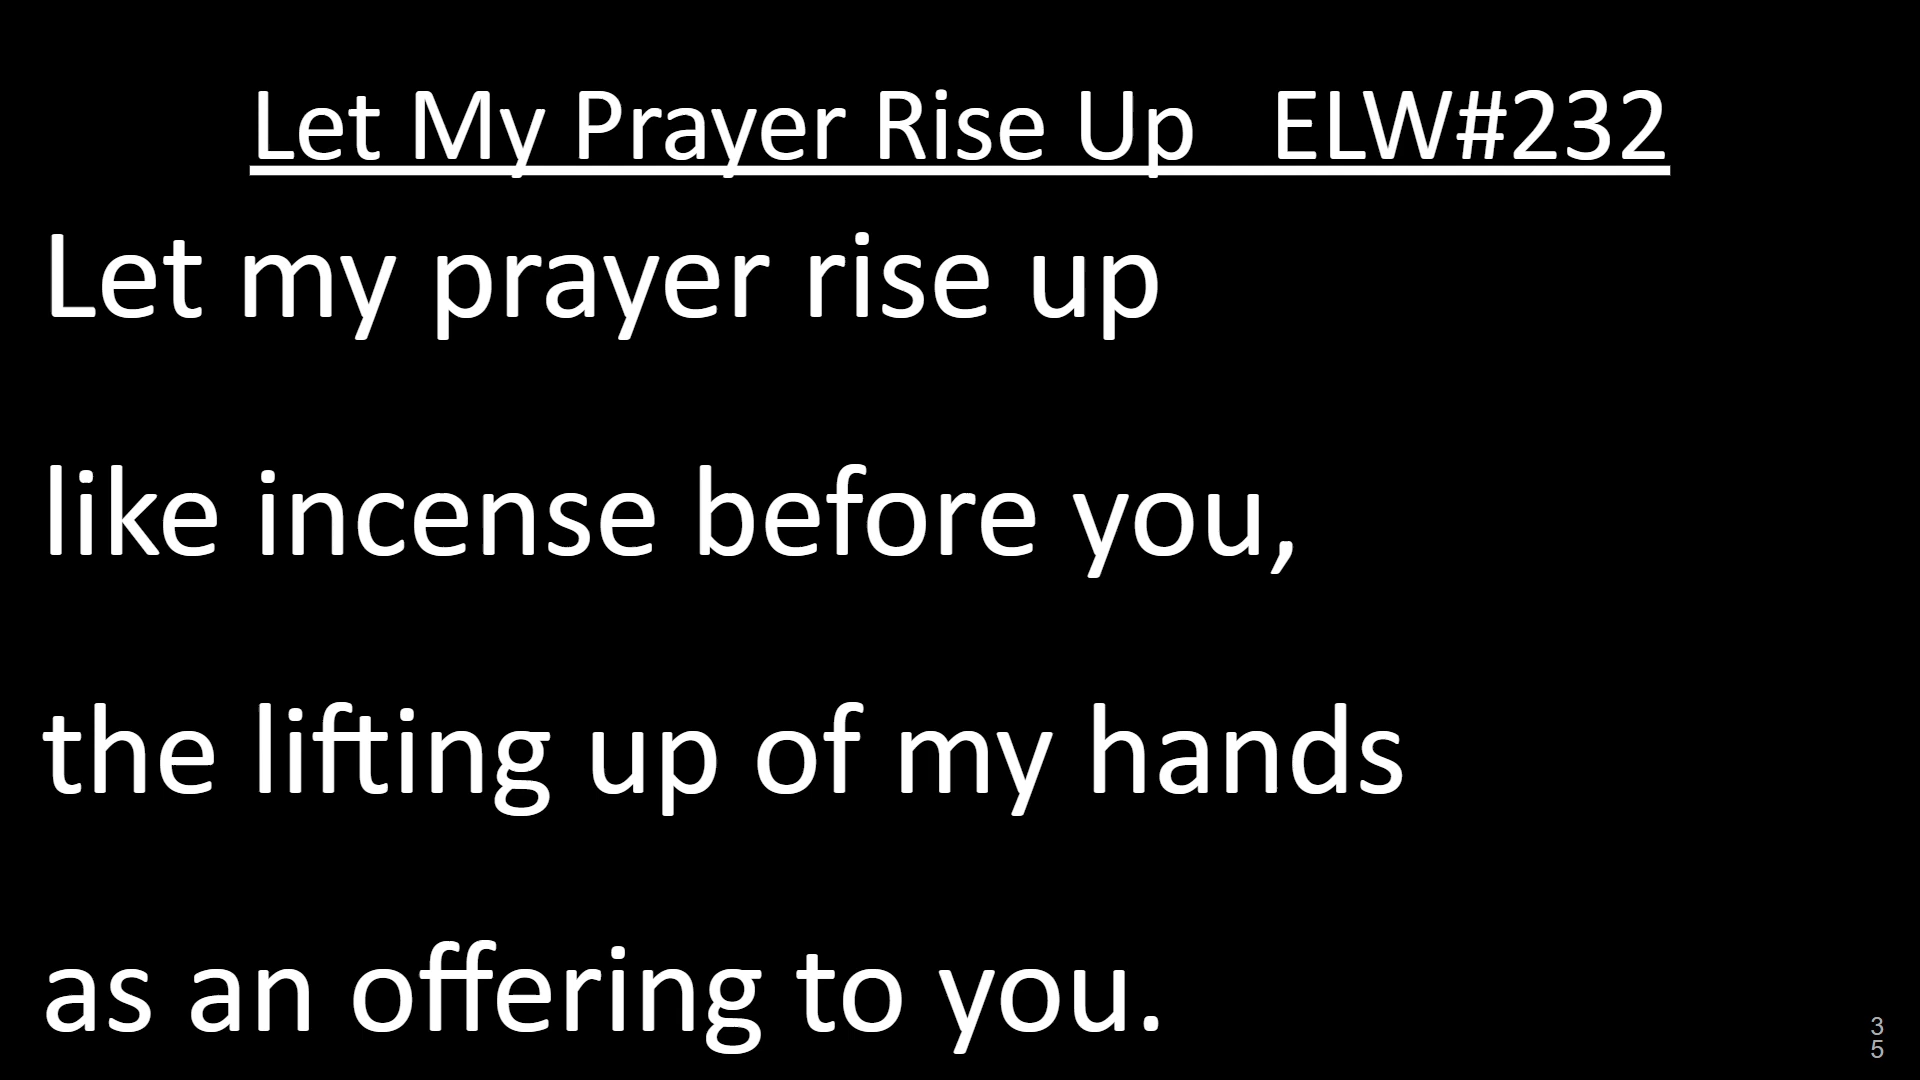 Let My Prayer Rise Up   ELW#232
Let my prayer rise up
like incense before you,
the lifting up of my hands
as an offering to you.
3
5